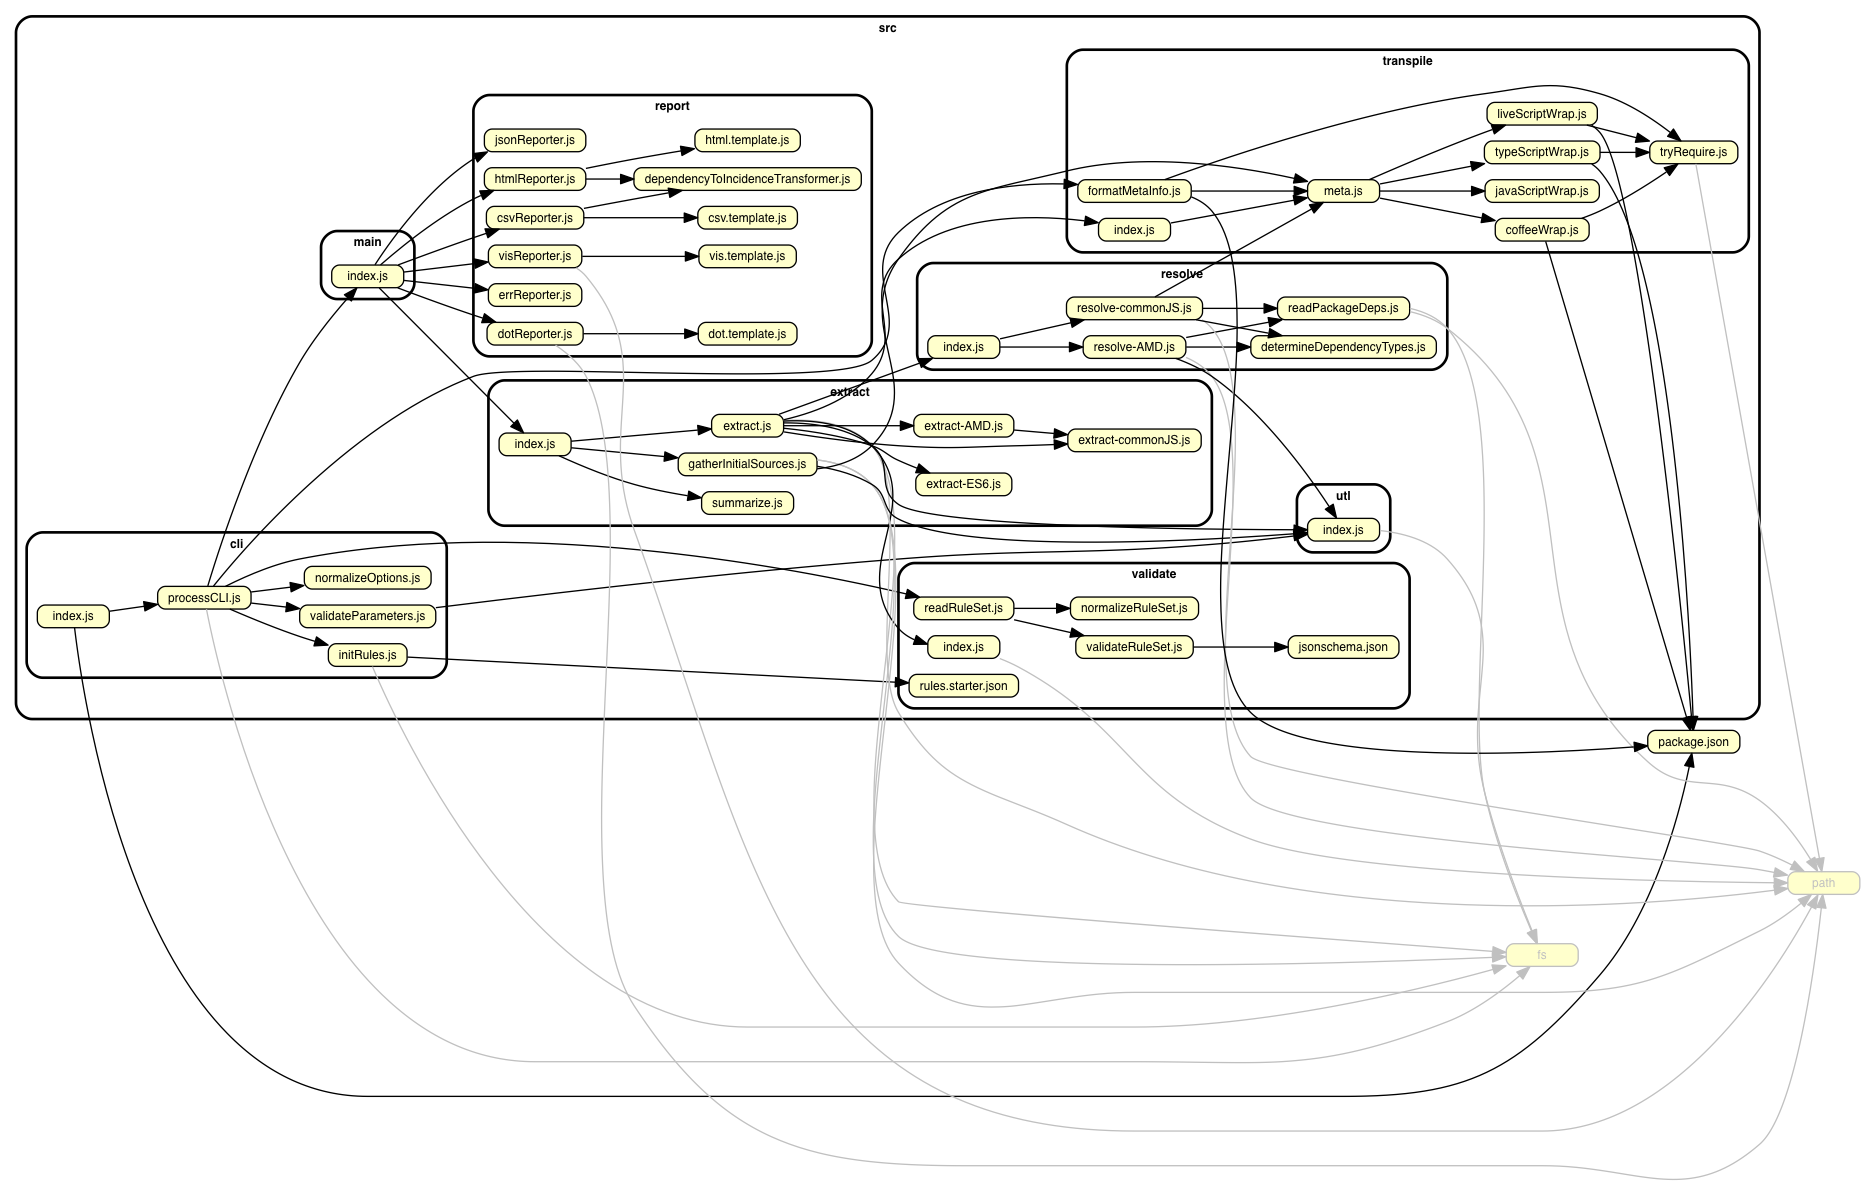 src
transpile
liveScriptWrap.js
typeScriptWrap.js
tryRequire.js
formatMetaInfo.js
meta.js
javaScriptWrap.js
index.js
coffeeWrap.js
report
jsonReporter.js
html.template.js
htmlReporter.js
dependencyToIncidenceTransformer.js
csvReporter.js
csv.template.js
visReporter.js
vis.template.js
errReporter.js
dotReporter.js
dot.template.js
main
index.js
resolve
resolve-commonJS.js
readPackageDeps.js
index.js
resolve-AMD.js
determineDependencyTypes.js
extract
extract.js
extract-AMD.js
index.js
extract-commonJS.js
gatherInitialSources.js
extract-ES6.js
summarize.js
utl
index.js
cli
normalizeOptions.js
processCLI.js
index.js
validateParameters.js
initRules.js
validate
readRuleSet.js
normalizeRuleSet.js
index.js
validateRuleSet.js
jsonschema.json
rules.starter.json
package.json
path
fs